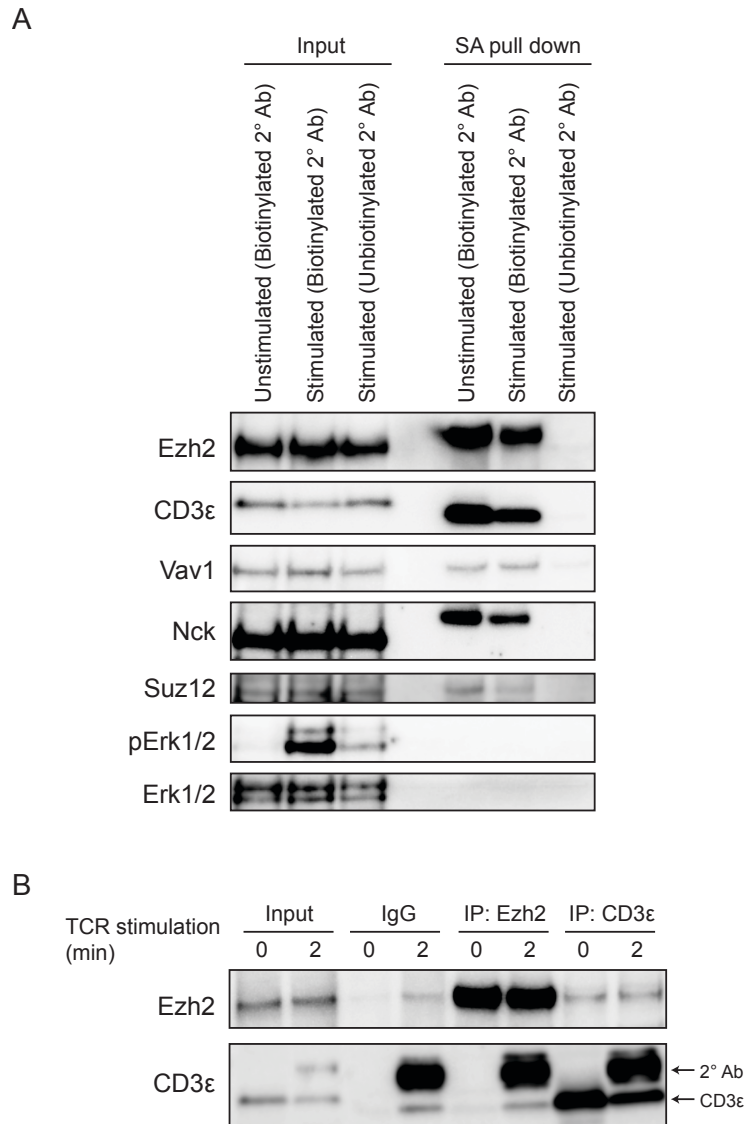 A
Input
SA pull down
Unstimulated (Biotinylated 2° Ab)
Stimulated (Biotinylated 2° Ab)
Stimulated (Unbiotinylated 2° Ab)
Unstimulated (Biotinylated 2° Ab)
Stimulated (Biotinylated 2° Ab)
Stimulated (Unbiotinylated 2° Ab)
Ezh2
CD3ε
Vav1
Nck
Suz12
pErk1/2
Erk1/2
B
Input IgG IP: Ezh2 IP: CD3ε
TCR stimulation
(min)
0 2 0 2 0 2 0 2
Ezh2
CD3ε
2° Ab
CD3ε